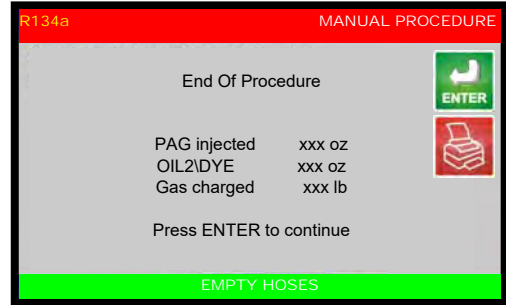 R134a MANUAL PROCEDURE
End Of Procedure
ENTER
PAG injected xxx oz
OIL2\DYE xxx oz
Gas charged xxx lb
Press ENTER to continue
EMPTY HOSES